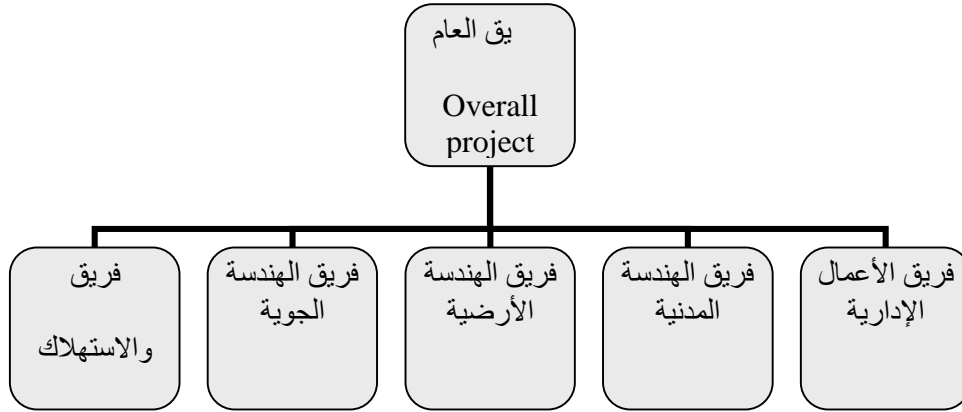 يق العام
Overall
project
فريق الأعمال
الإدارية
فريق الهندسة
المدنية
فريق الهندسة
الأرضية
فريق الهندسة
الجوية
فريق
والاستهلاك